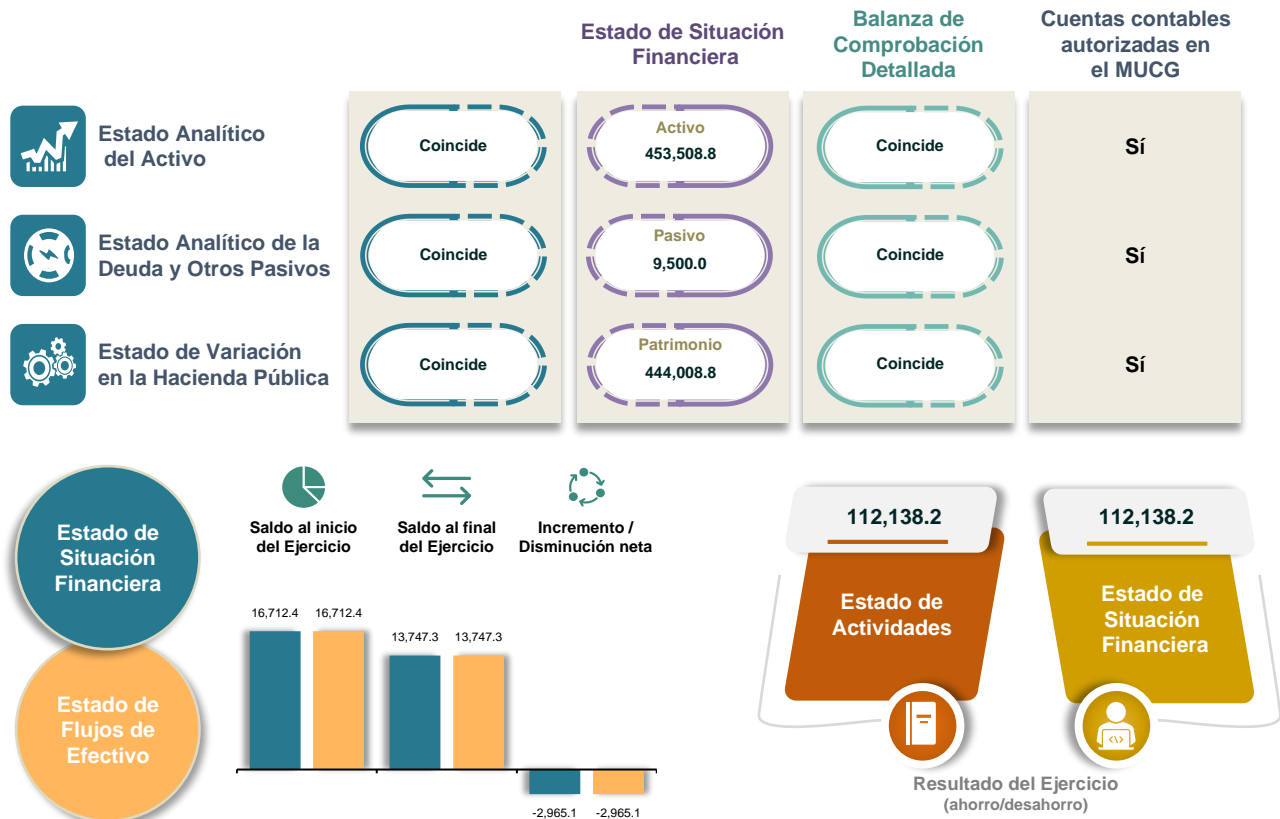 Estado de Situación
Financiera
Balanza de
Comprobación
Detallada
Cuentas contables
autorizadas en
el MUCG
Estado Analítico
del Activo
Coincide
Activo
453,508.8
Coincide
Sí
Estado Analítico de la
Deuda y Otros Pasivos
Coincide
Pasivo
9,500.0
Coincide
Sí
Estado de Variación
en la Hacienda Pública
Coincide
Patrimonio
444,008.8
Coincide
Sí
Estado de
Situación
Financiera
Estado de
Flujos de
Efectivo
Saldo al inicio
del Ejercicio
Saldo al final
del Ejercicio
Incremento /
Disminución neta
16,712.4
16,712.4
13,747.3
13,747.3
-2,965.1
-2,965.1
112,138.2
Estado de
Actividades
112,138.2
Estado de
Situación
Financiera
Resultado del Ejercicio
(ahorro/desahorro)